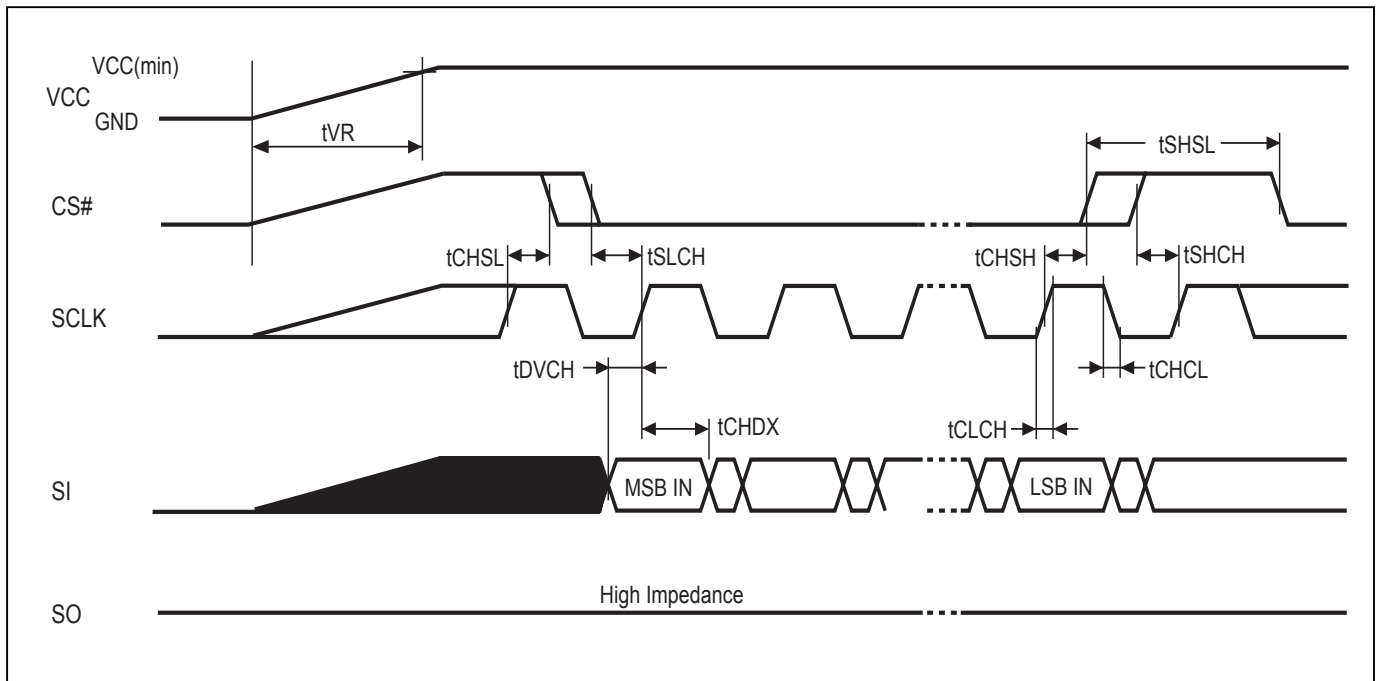 VCC(min)
VCC
GND
tVR
tSHSL
CS#
tCHSL
tSLCH
tCHSH
tSHCH
SCLK
tDVCH
tCHCL
tCHDX
tCLCH
SI
MSB IN
LSB IN
High Impedance
SO